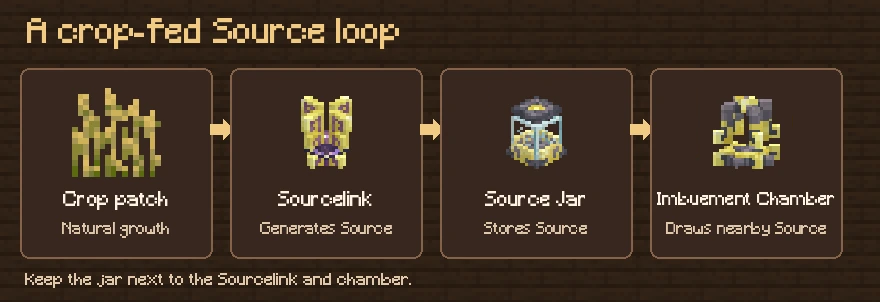 A crop-fed Source loop
Crop patch
Natural growth
Sourcelink
Generates Source
Source Jar
Stores Source
Imbuement Chamber
Draws nearby Source
Keep the jar next to the Sourcelink and chamber.